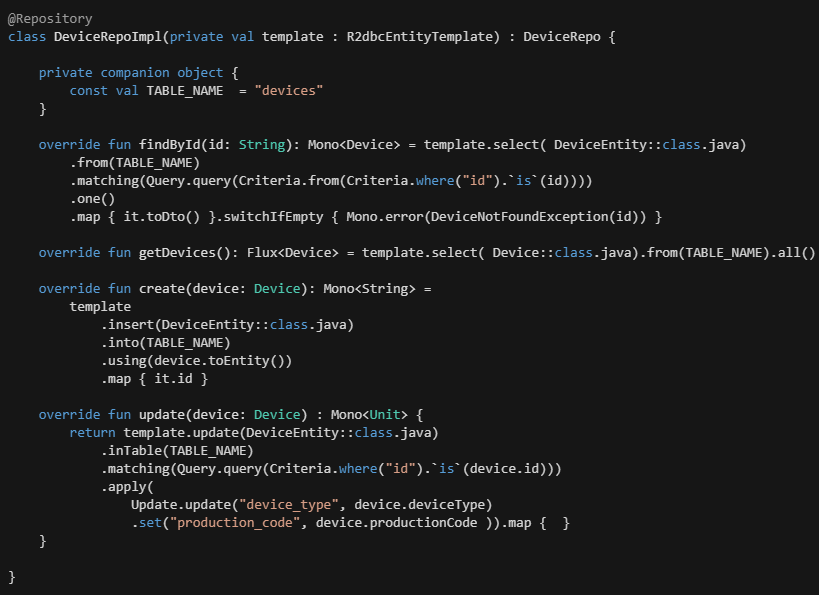 @Repository
class DeviceRepoImpl(private val template : R2dbcEntityTemplate) : DeviceRepo {
    private companion object {
        const val TABLE_NAME  = "devices"
    }
    override fun findById(id: String): Mono<Device> = template.select( DeviceEntity::class.java)
        .from(TABLE_NAME)
        .matching(Query.query(Criteria.from(Criteria.where("id").`is`(id))))
        .one()
        .map { it.toDto() }.switchIfEmpty { Mono.error(DeviceNotFoundException(id)) }
    override fun getDevices(): Flux<Device> = template.select( Device::class.java).from(TABLE_NAME).all()
    override fun create(device: Device): Mono<String> =
        template
            .insert(DeviceEntity::class.java)
            .into(TABLE_NAME)
            .using(device.toEntity())
            .map { it.id }
    override fun update(device: Device) : Mono<Unit> {
        return template.update(DeviceEntity::class.java)
            .inTable(TABLE_NAME)
            .matching(Query.query(Criteria.where("id").`is`(device.id)))
            .apply(
                Update.update("device_type", device.deviceType)
                .set("production_code", device.productionCode )).map {  }
    }
}